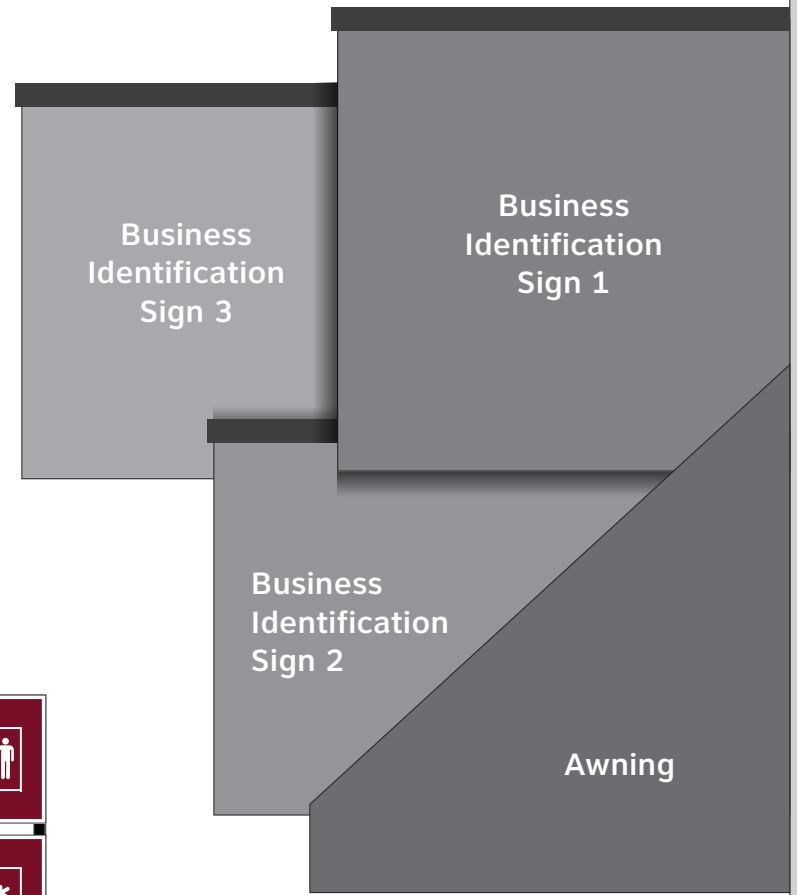 Business
Identification
Sign 1
Business
Identification
Sign 3
Business
Identification
Sign 2
Awning